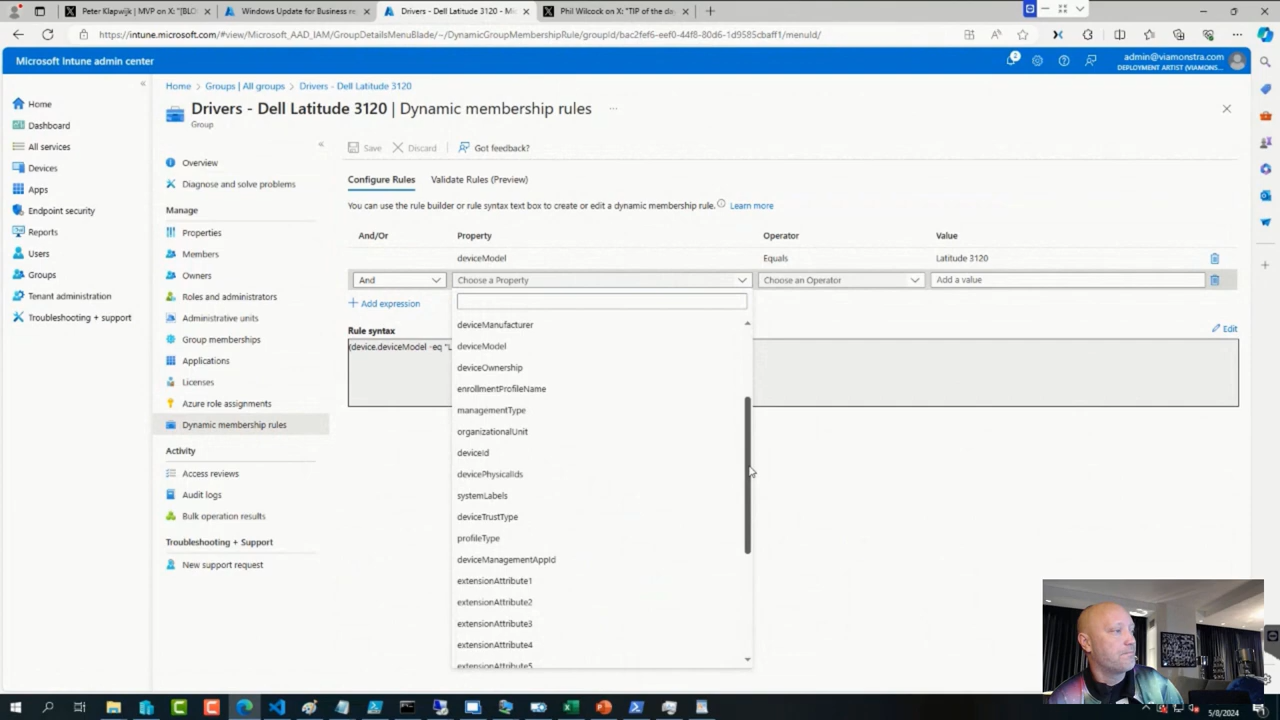 Peter Klapwijk | MVP on X: "[BLO
Windows Update for Business re
Drivers - Dell Latitude 3120 - Mi
Phil Wilcock on X: "TIP of the da
https://intune.microsoft.com/#view/Microsoft_AAD_IAM/GroupDetailsMenuBlade/~/DynamicGroupMembershipRule/groupId/bac2fef6-eef0-44f8-80d6-1d9585cbaff1/menuId/
Microsoft Intune admin center
2
admin@viamonstra.com
DEPLOYMENT ARTIST (VIAMONS...
Home
Dashboard
All services
Devices
Apps
Endpoint security
Reports
Users
Groups
Tenant administration
Troubleshooting + support
Home > Groups | All groups > Drivers - Dell Latitude 3120
Drivers - Dell Latitude 3120 | Dynamic membership rules ...
Group
Overview
Diagnose and solve problems
Manage
Properties
Members
Owners
Roles and administrators
Administrative units
Group memberships
Applications
Licenses
Azure role assignments
Dynamic membership rules
Activity
Access reviews
Audit logs
Bulk operation results
Troubleshooting + Support
New support request
Save Discard Got feedback?
Configure Rules Validate Rules (Preview)
You can use the rule builder or rule syntax text box to create or edit a dynamic membership rule. Learn more
And/Or Property Operator Value
deviceModel Equals Latitude 3120
And Choose a Property Choose an Operator Add a value
+ Add expression
Rule syntax
Edit
(device.deviceModel -eq "L
deviceManufacturer
deviceModel
deviceOwnership
enrollmentProfileName
managementType
organizationalUnit
deviceId
devicePhysicalIds
systemLabels
deviceTrustType
profileType
deviceManagementAppId
extensionAttribute1
extensionAttribute2
extensionAttribute3
extensionAttribute4
extensionAttribute5
5/8/2024